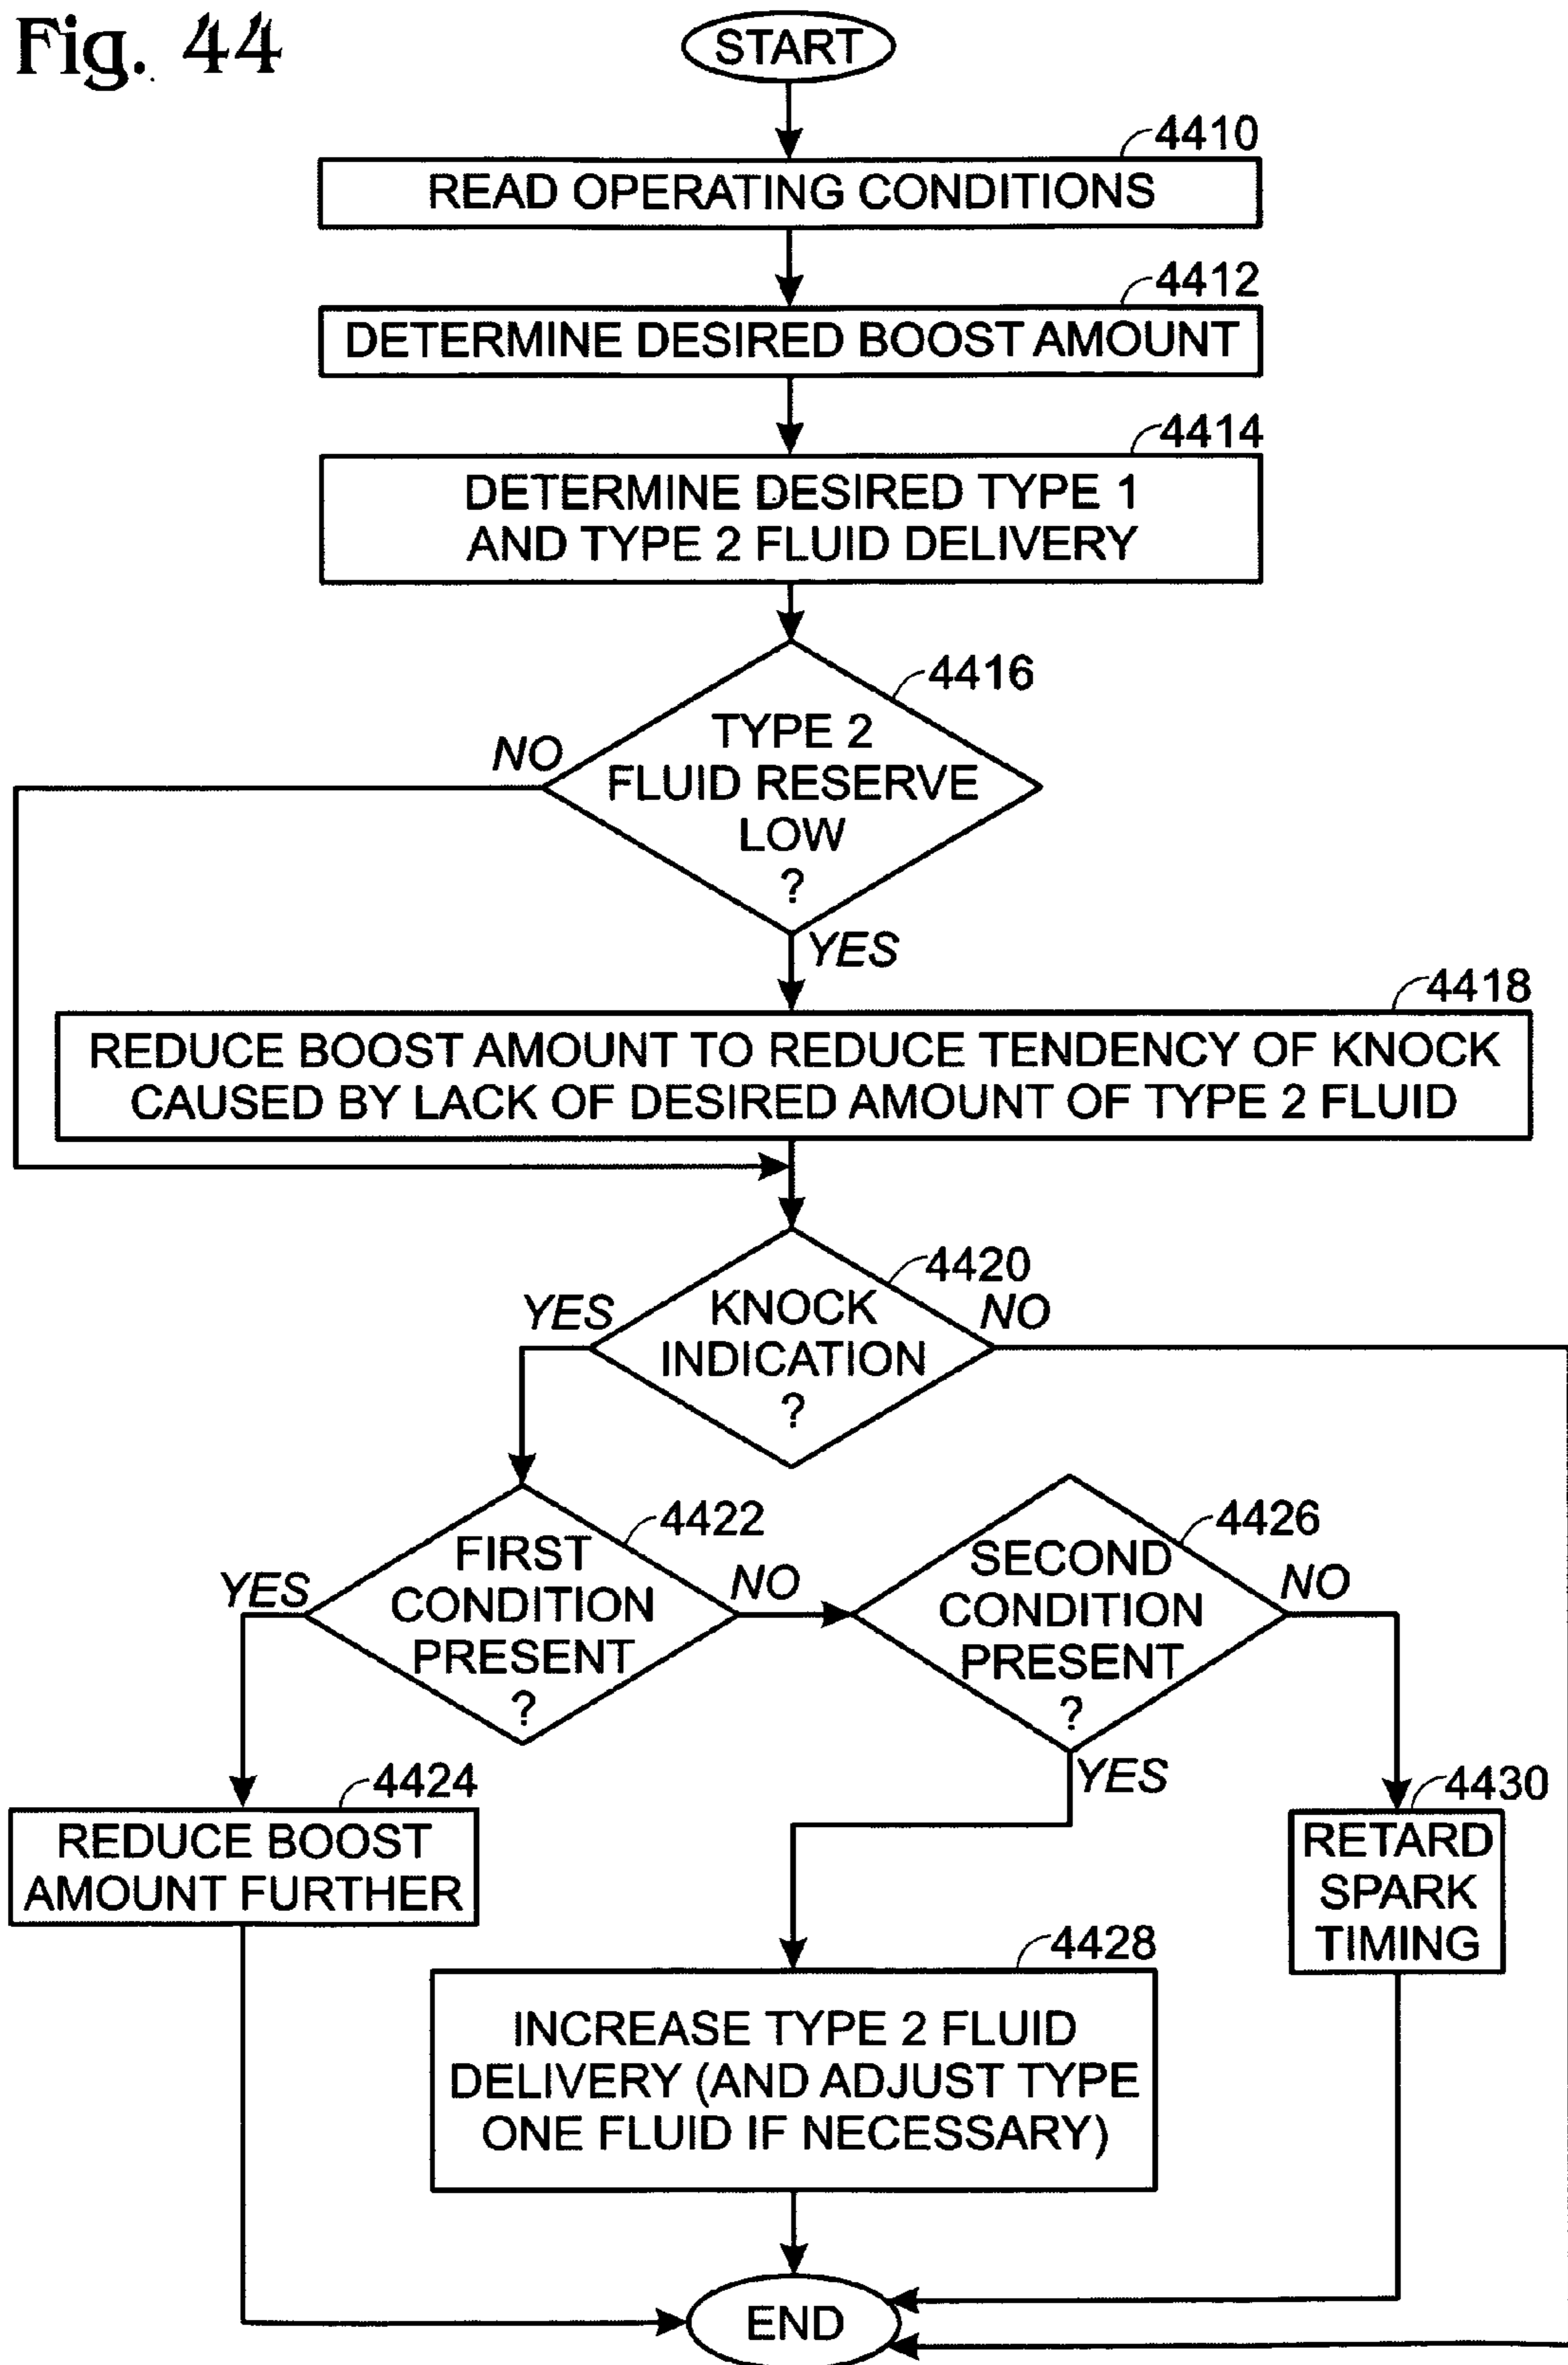 Fig. 44
START
4410
READ OPERATING CONDITIONS
4412
DETERMINE DESIRED BOOST AMOUNT
4414
DETERMINE DESIRED TYPE 1
AND TYPE 2 FLUID DELIVERY
4416
TYPE 2
FLUID RESERVE
LOW
?
NO
YES
4418
REDUCE BOOST AMOUNT TO REDUCE TENDENCY OF KNOCK
CAUSED BY LACK OF DESIRED AMOUNT OF TYPE 2 FLUID
4420
KNOCK
INDICATION
?
YES
NO
4422
FIRST
CONDITION
PRESENT
?
YES
NO
4426
SECOND
CONDITION
PRESENT
?
NO
YES
4424
REDUCE BOOST
AMOUNT FURTHER
4430
RETARD
SPARK
TIMING
4428
INCREASE TYPE 2 FLUID
DELIVERY (AND ADJUST TYPE
ONE FLUID IF NECESSARY)
END